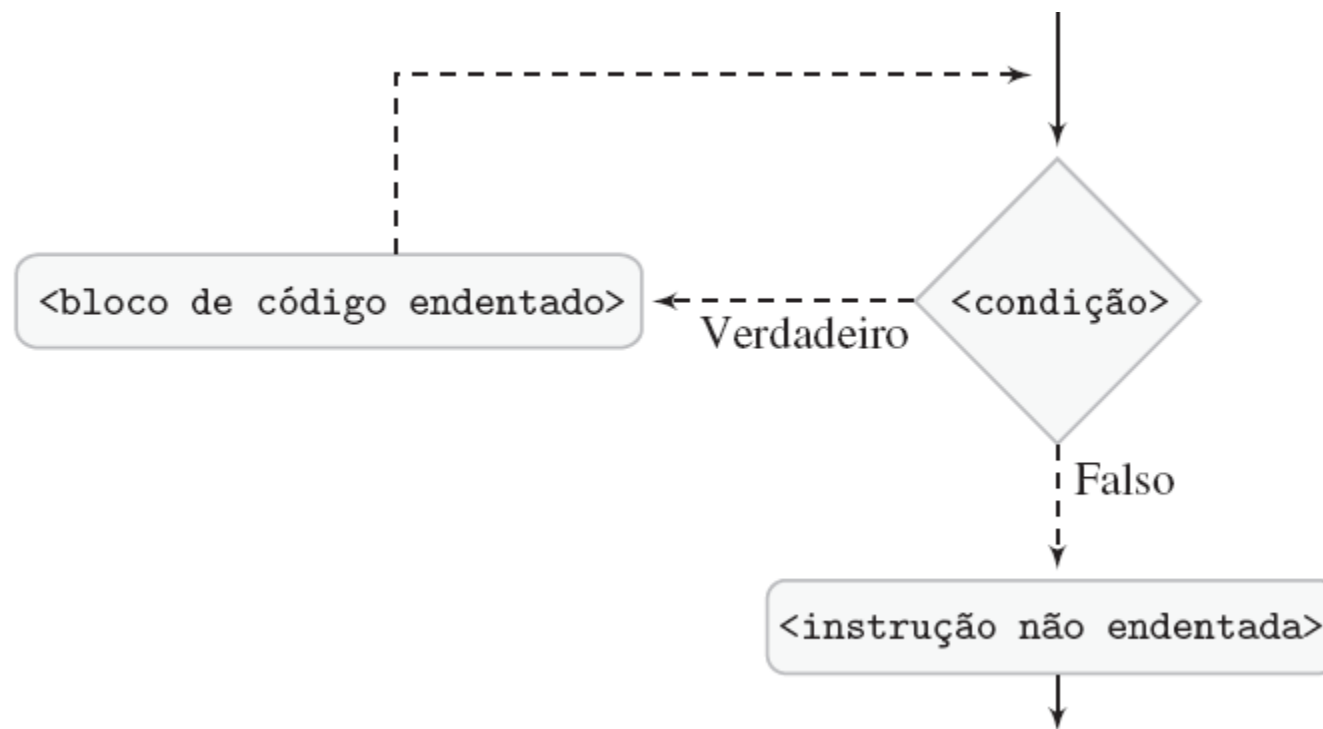 <bloco de código endentado>
<condição>
Verdadeiro
Falso
<instrução não endentada>